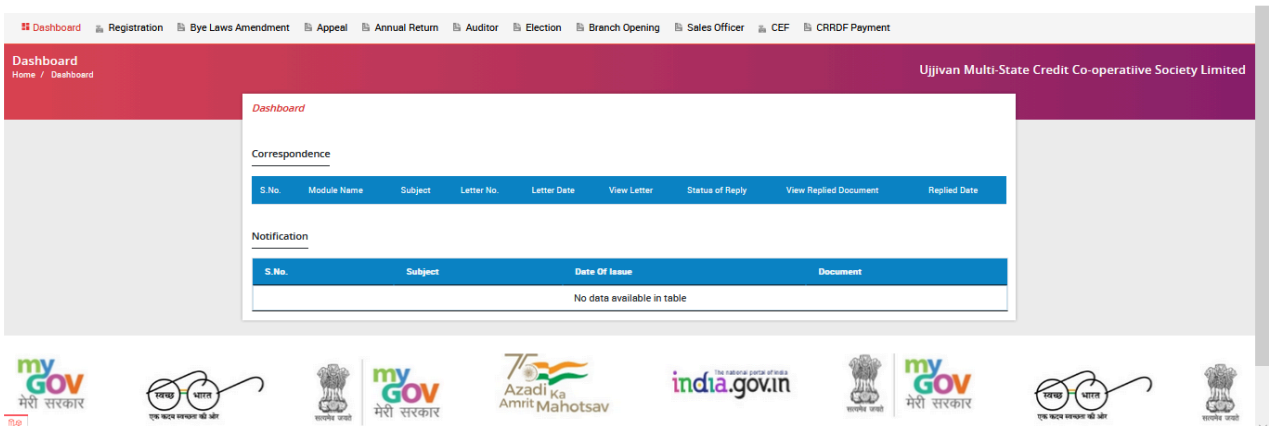 Dashboard Registration Bye Laws Amendment Appeal Annual Return Auditor Election Branch Opening Sales Officer CEF CRRDF Payment
Dashboard
Home / Dashboard
Ujjivan Multi-State Credit Co-operatiive Society Limited
Dashboard
Correspondence
S.No. Module Name Subject Letter No. Letter Date View Letter Status of Reply View Replied Document Replied Date
Notification
S.No. Subject Date Of Issue Document
No data available in table
my GOV
मेरी सरकार
स्वच्छ भारत
एक कदम स्वच्छता की ओर
सत्यमेव जयते
my GOV
मेरी सरकार
75
Azadi Ka
Amrit Mahotsav
The national portal of india
india.gov.in
सत्यमेव जयते
my GOV
मेरी सरकार
स्वच्छ भारत
एक कदम स्वच्छता की ओर
सत्यमेव जयते